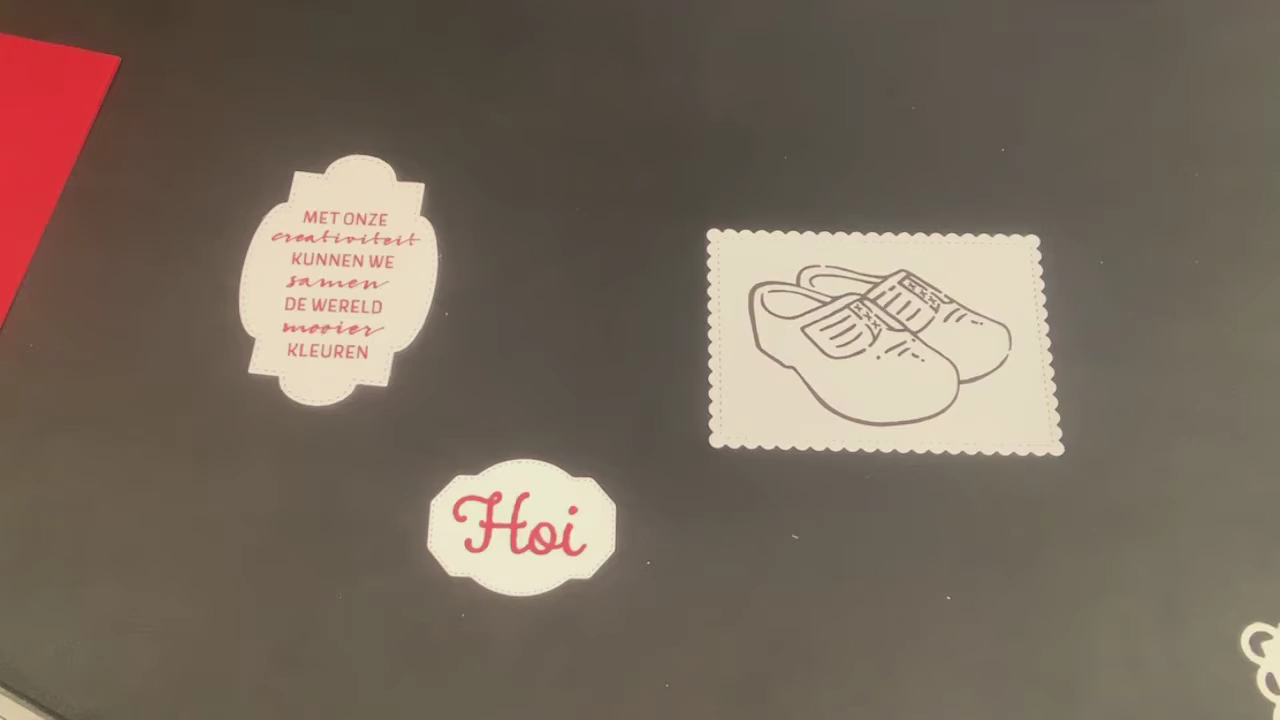 MET ONZE
creativiteit
KUNNEN WE
samen
DE WERELD
mooier
KLEUREN
Hoi